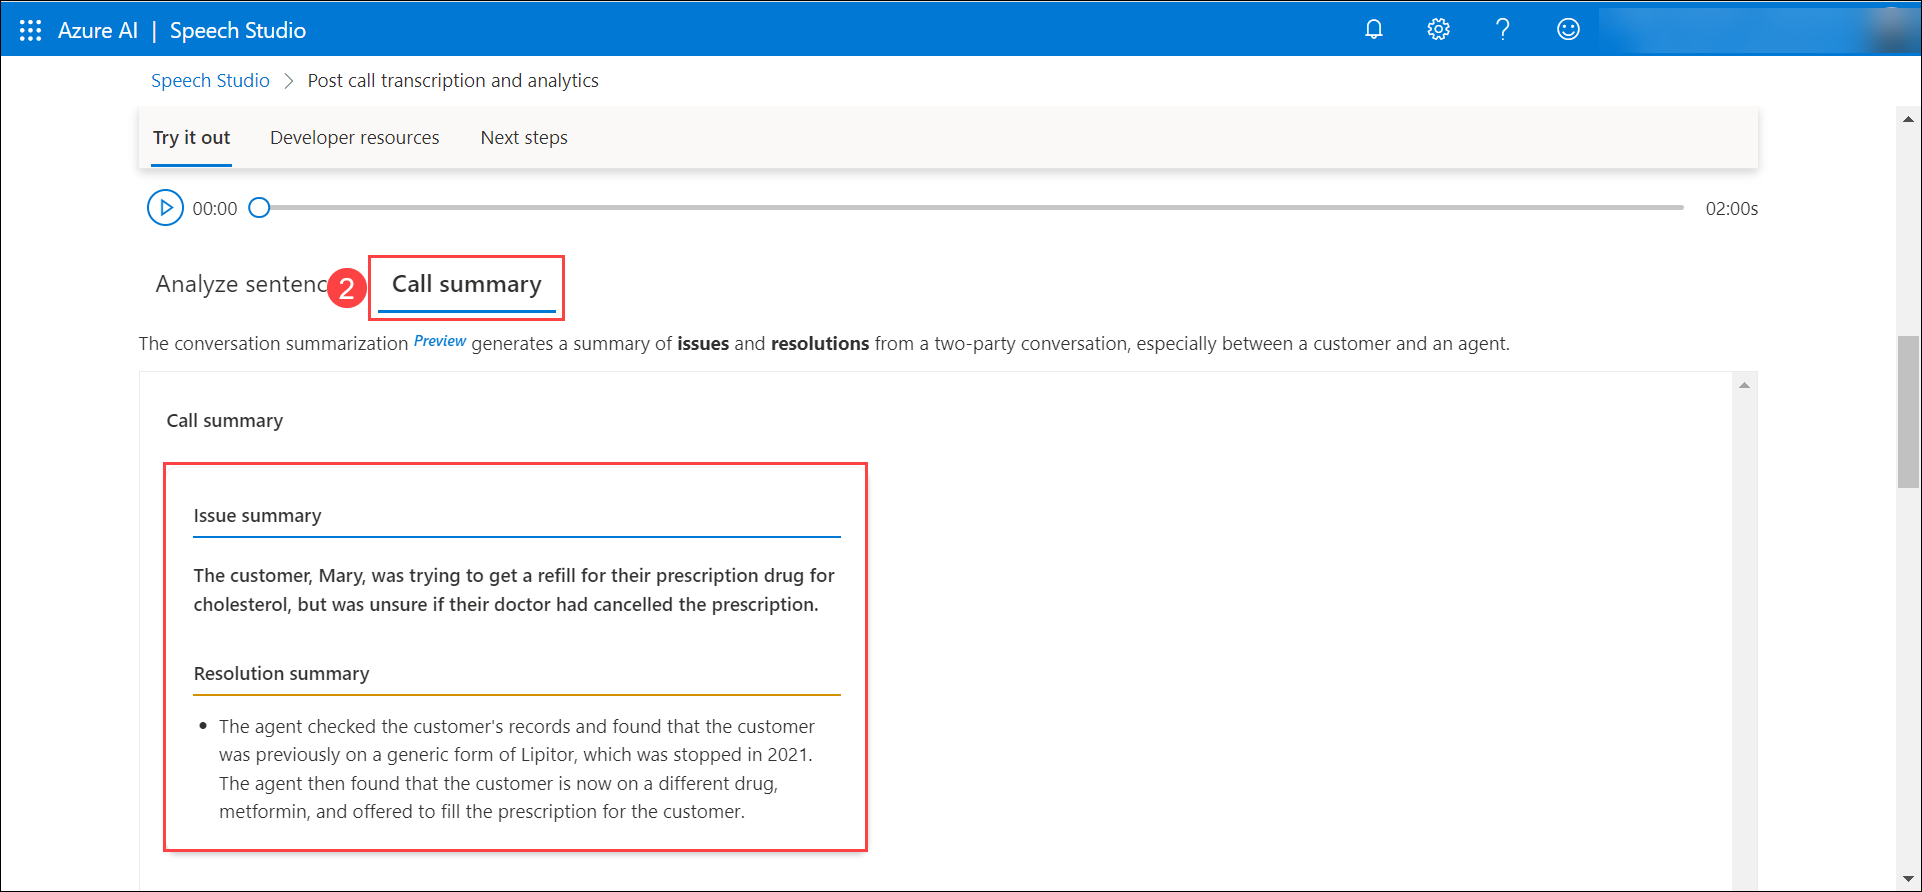 Azure AI | Speech Studio
Speech Studio > Post call transcription and analytics
Try it out Developer resources Next steps
00:00 02:00s
Analyze sentenc 2 Call summary
The conversation summarization Preview generates a summary of issues and resolutions from a two-party conversation, especially between a customer and an agent.
Call summary
Issue summary
The customer, Mary, was trying to get a refill for their prescription drug for
cholesterol, but was unsure if their doctor had cancelled the prescription.
Resolution summary
• The agent checked the customer's records and found that the customer
was previously on a generic form of Lipitor, which was stopped in 2021.
The agent then found that the customer is now on a different drug,
metformin, and offered to fill the prescription for the customer.